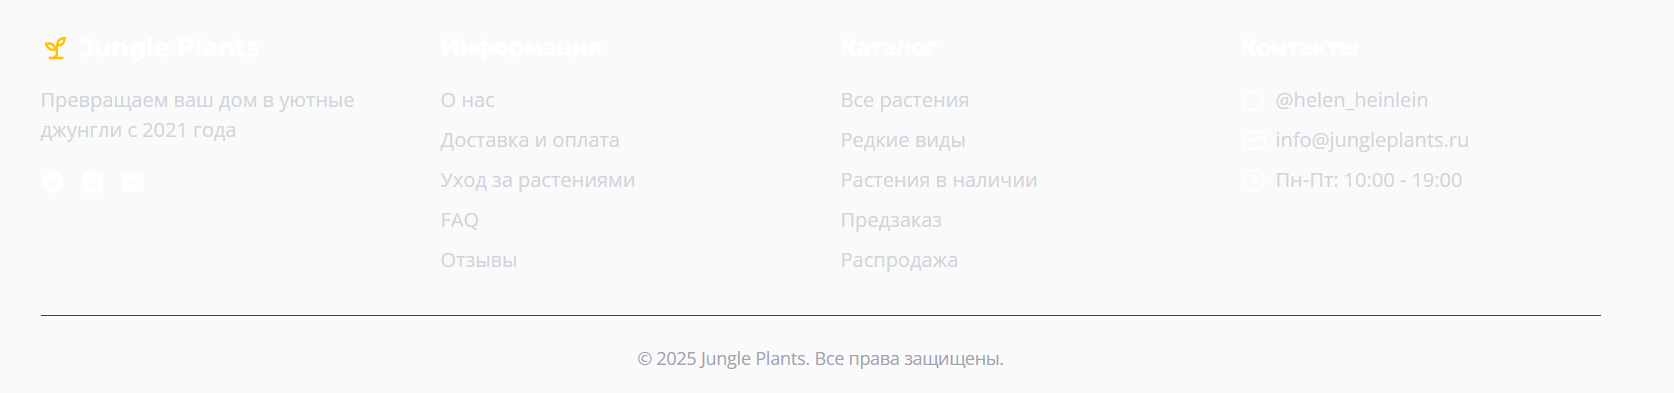 Jungle Plants
Превращаем ваш дом в уютные
джунгли с 2021 года
Информация
О нас
Доставка и оплата
Уход за растениями
FAQ
Отзывы
Каталог
Все растения
Редкие виды
Растения в наличии
Предзаказ
Распродажа
Контакты
@helen_heinlein
info@jungleplants.ru
Пн-Пт: 10:00 - 19:00
© 2025 Jungle Plants. Все права защищены.